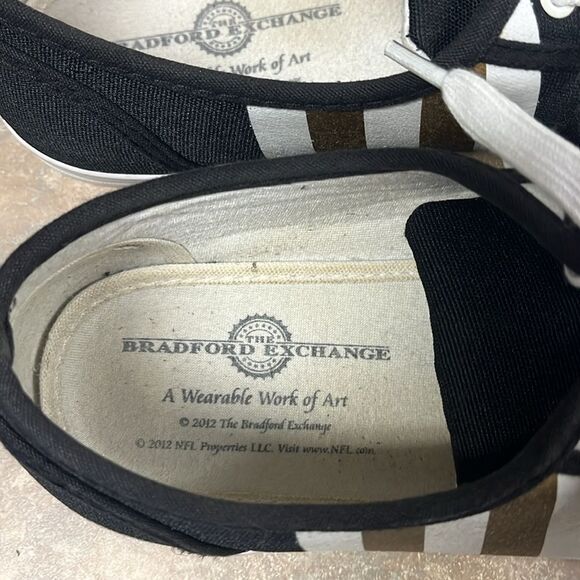 THE
BRADFORD EXCHANGE
Work of Art
THE
BRADFORD EXCHANGE
A Wearable Work of Art
© 2012 The Bradford Exchange
© 2012 NFL Properties LLC. Visit www.NFL.com.